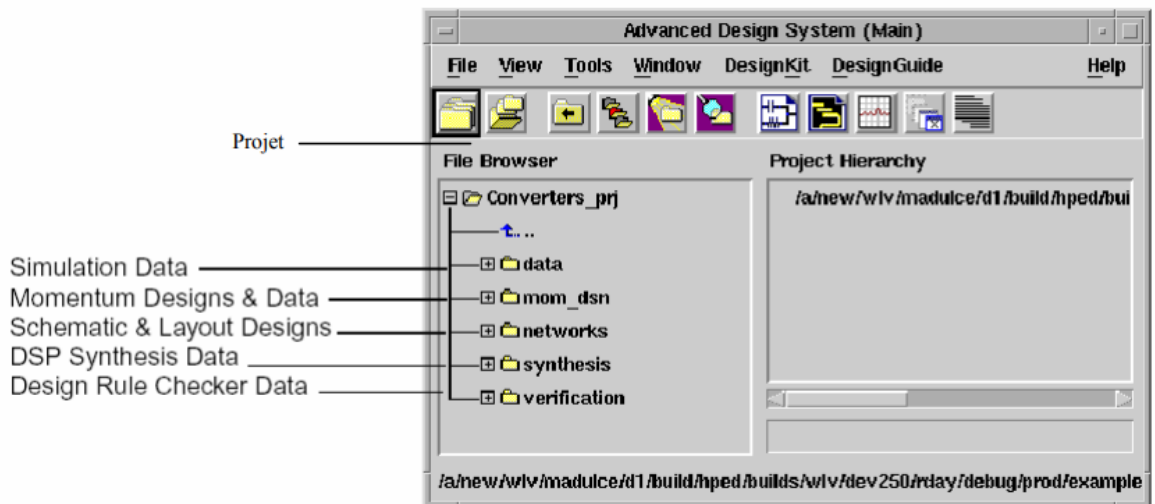 Advanced Design System (Main)
File View Tools Window DesignKit DesignGuide Help
Projet
File Browser
Project Hierarchy
Converters_prj
/a/new/wlv/madulce/d1/build/hped/bui
..
Simulation Data
data
Momentum Designs & Data
mom_dsn
Schematic & Layout Designs
networks
DSP Synthesis Data
synthesis
Design Rule Checker Data
verification
/a/new/wlv/madulce/d1/build/hped/builds/wlv/dev250/rday/debug/prod/example